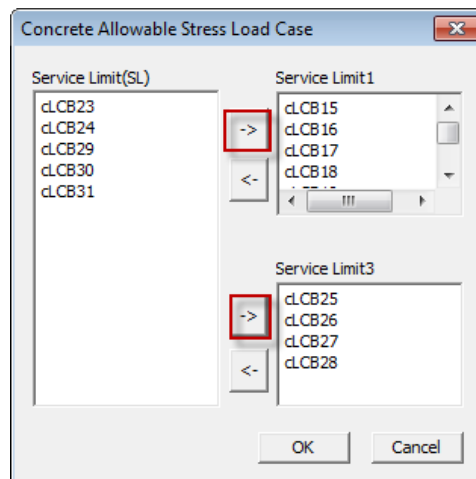 Concrete Allowable Stress Load Case
Service Limit(SL)
cLCB23
cLCB24
cLCB29
cLCB30
cLCB31
->
<-
Service Limit1
cLCB15
cLCB16
cLCB17
cLCB18
->
<-
Service Limit3
cLCB25
cLCB26
cLCB27
cLCB28
OK
Cancel